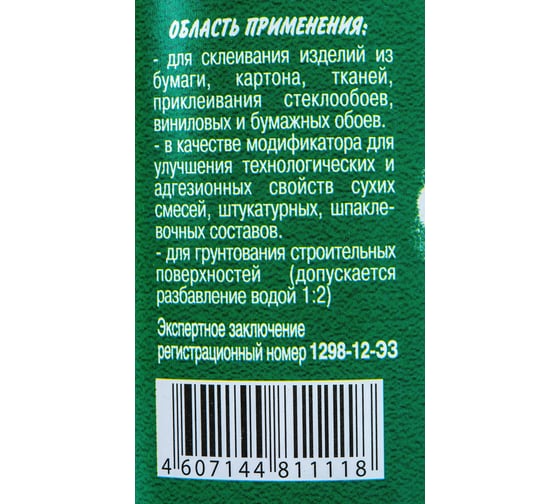 ОБЛАСТЬ ПРИМЕНЕНИЯ:
- для склеивания изделий из
бумаги, картона, тканей,
приклеивания стеклообоев,
виниловых и бумажных обоев.
- в качестве модификатора для
улучшения технологических и
адгезионных свойств сухих
смесей, штукатурных, шпакле-
вочных составов.
- для грунтования строительных
поверхностей (допускается
разбавление водой 1:2)
Экспертное заключение
регистрационный номер 1298-12-ЭЗ
4 607144 811118